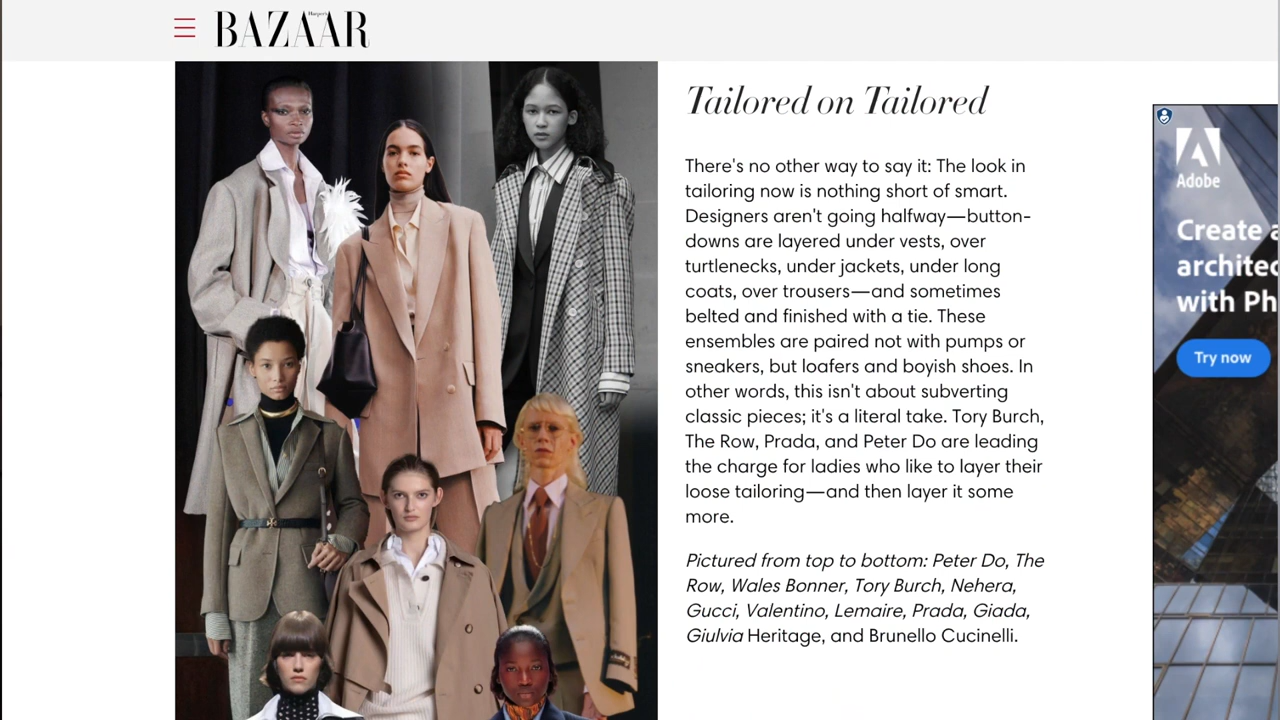 Harper's
BAZAAR
Tailored on Tailored
There's no other way to say it: The look in
tailoring now is nothing short of smart.
Designers aren't going halfway—button-
downs are layered under vests, over
turtlenecks, under jackets, under long
coats, over trousers—and sometimes
belted and finished with a tie. These
ensembles are paired not with pumps or
sneakers, but loafers and boyish shoes. In
other words, this isn't about subverting
classic pieces; it's a literal take. Tory Burch,
The Row, Prada, and Peter Do are leading
the charge for ladies who like to layer their
loose tailoring—and then layer it some
more.
Pictured from top to bottom: Peter Do, The
Row, Wales Bonner, Tory Burch, Nehera,
Gucci, Valentino, Lemaire, Prada, Giada,
Giulvia Heritage, and Brunello Cucinelli.
Adobe
Create a
architec
with Ph
Try now